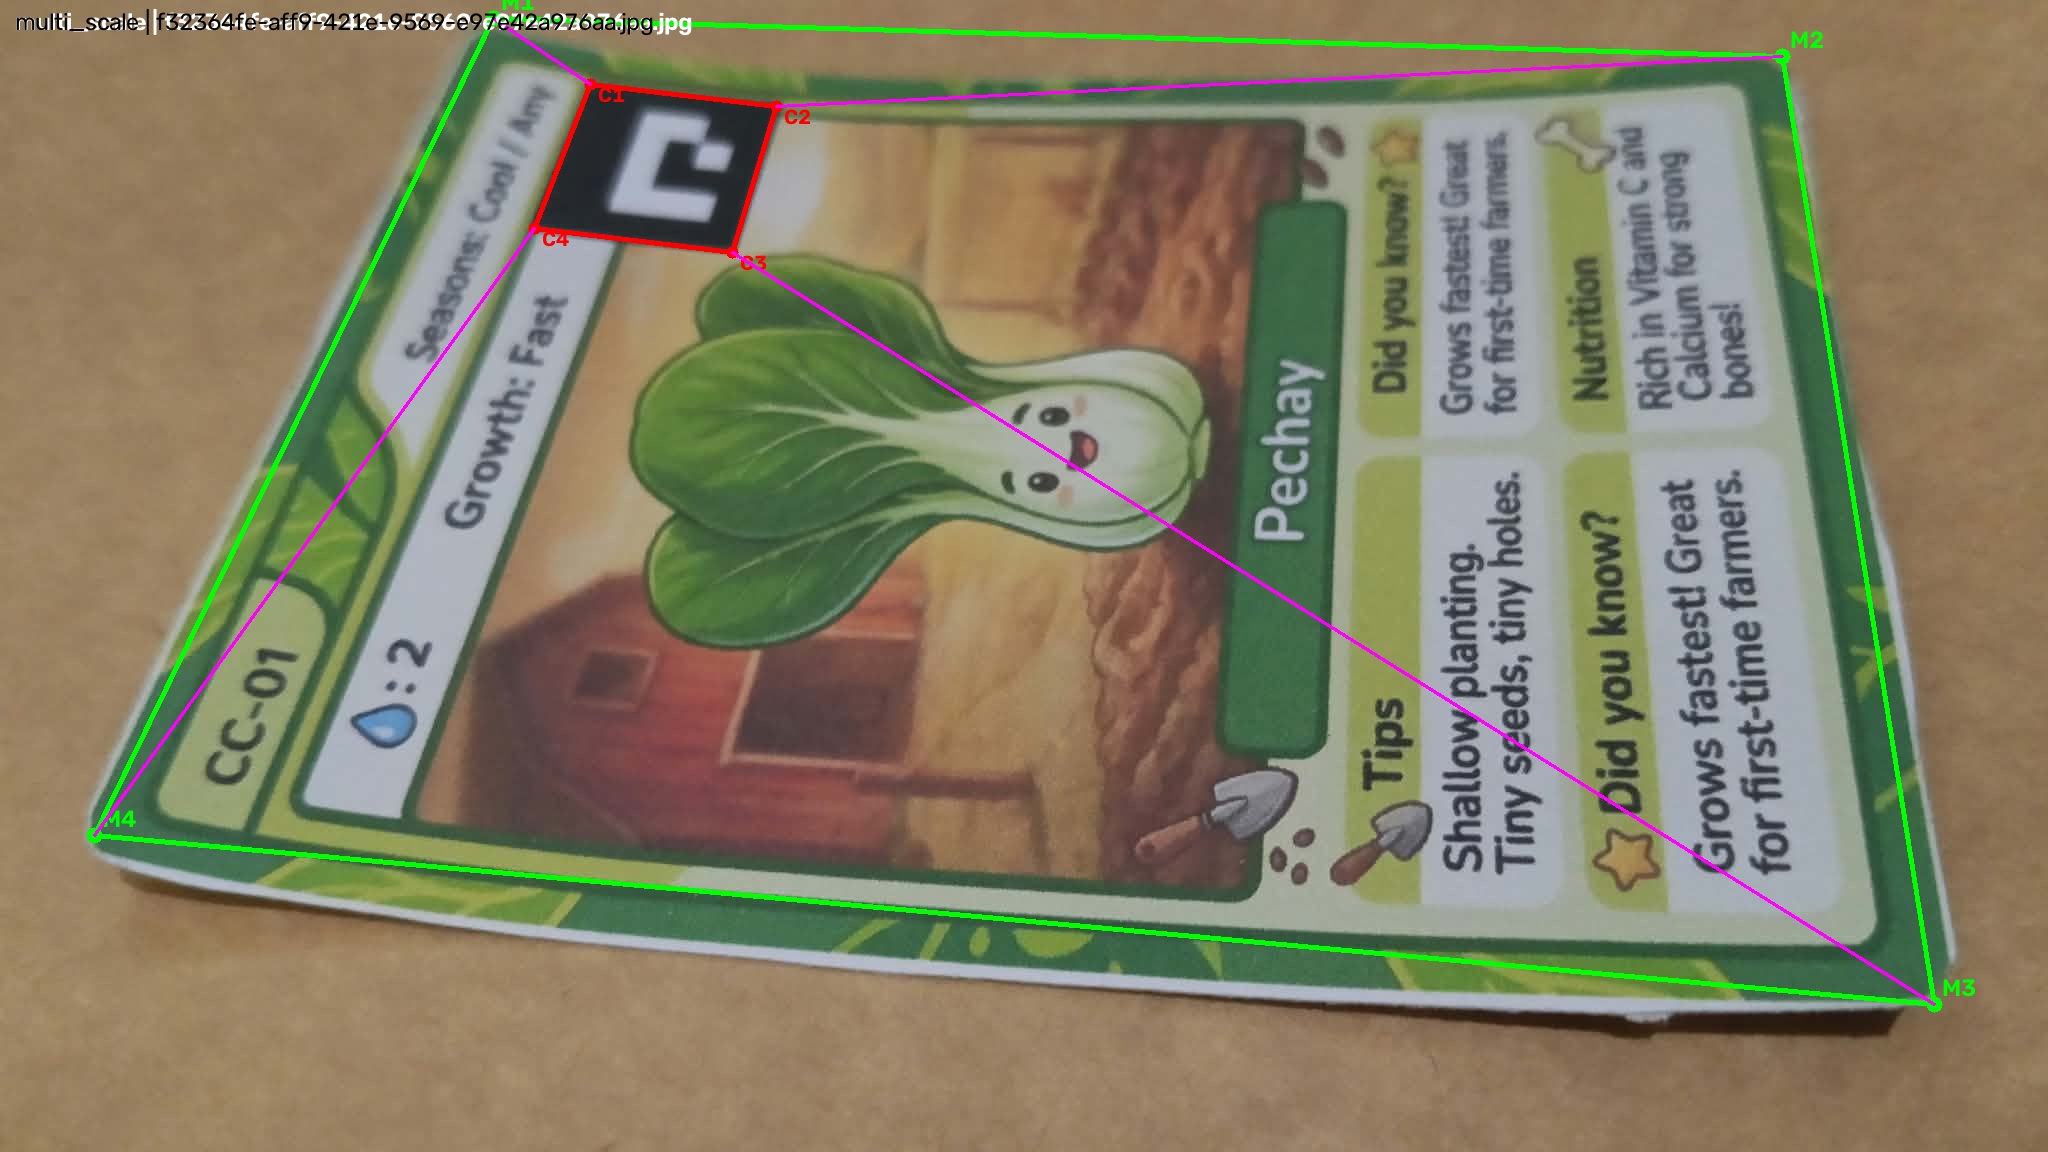 multi_scale | f32364fe-aff9-421e-9569-e97e42a976aa.jpg.jpg
M1
M2
M3
M4
C1
C2
C3
C4
CC-01
Seasons: Cool / Any
: 2
Growth: Fast
Pechay
Tips
Shallow planting.
Tiny seeds, tiny holes.
Did you know?
Grows fastest! Great
for first-time farmers.
Did you know?
Grows fastest! Great
for first-time farmers.
Nutrition
Rich in Vitamin C and
Calcium for strong
bones!